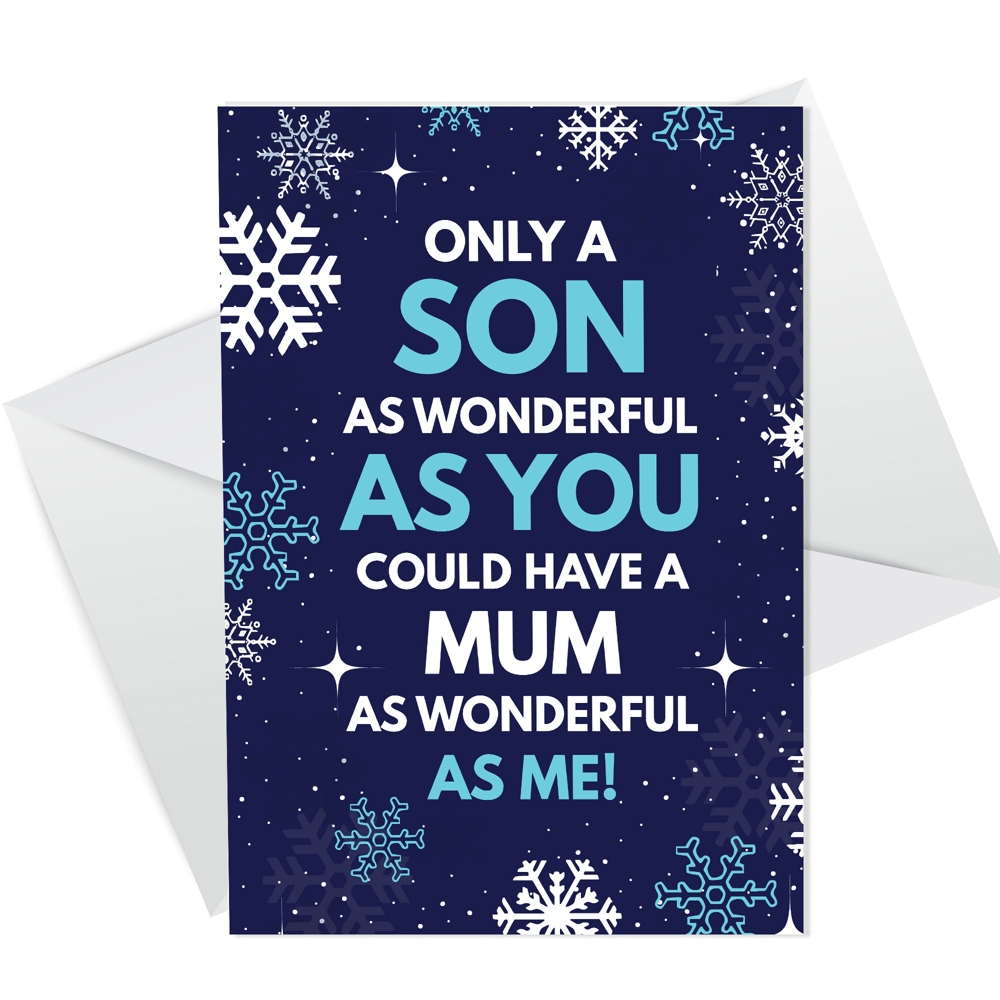 ONLY A
SON
AS WONDERFUL
AS YOU
COULD HAVE A
MUM
AS WONDERFUL
AS ME!